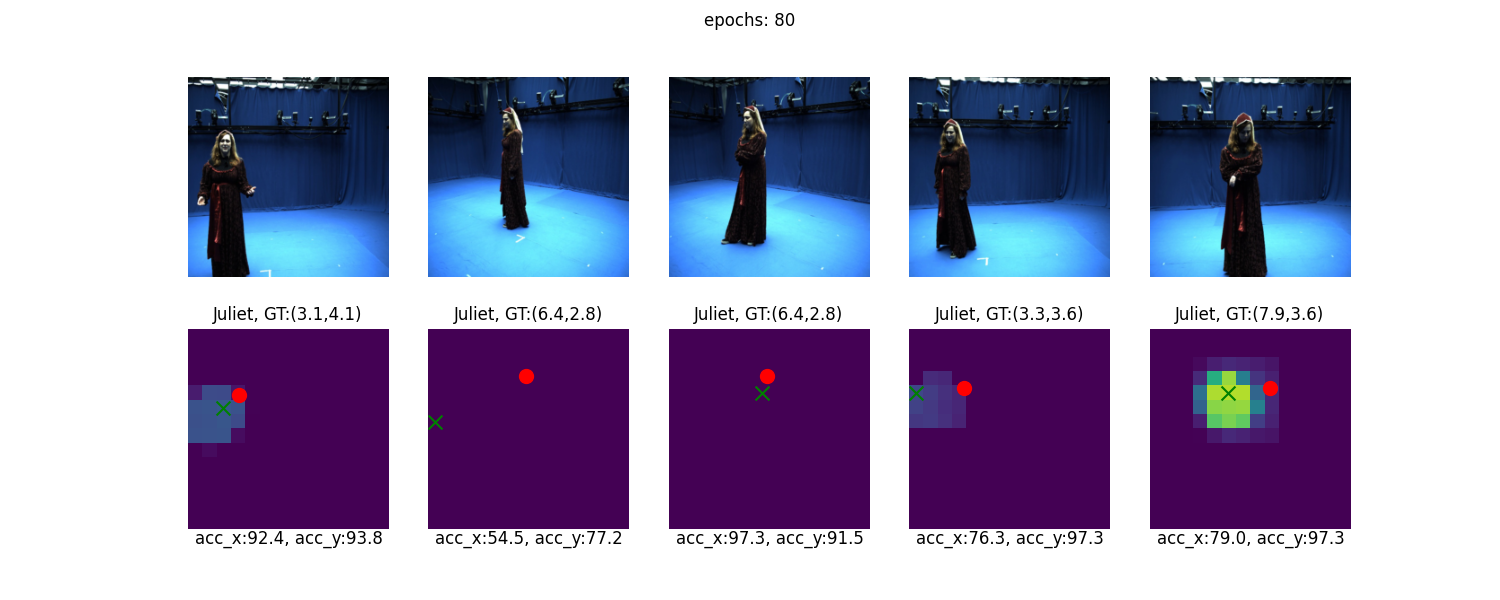 epochs: 80
Juliet, GT:(3.1,4.1)
Juliet, GT:(6.4,2.8)
Juliet, GT:(6.4,2.8)
Juliet, GT:(3.3,3.6)
Juliet, GT:(7.9,3.6)
acc_x:92.4, acc_y:93.8
acc_x:54.5, acc_y:77.2
acc_x:97.3, acc_y:91.5
acc_x:76.3, acc_y:97.3
acc_x:79.0, acc_y:97.3